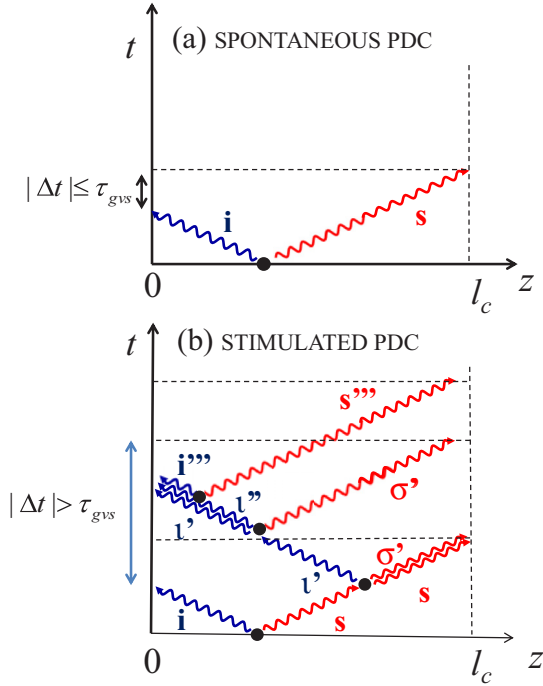 (a) SPONTANEOUS PDC
t
| Δt |≤ τgvs
i
s
0
lc
z
(b) STIMULATED PDC
t
s'''
i'''
ι''
σ'
| Δt |> τgvs
ι'
σ'
ι'
s
i
s
0
lc
z